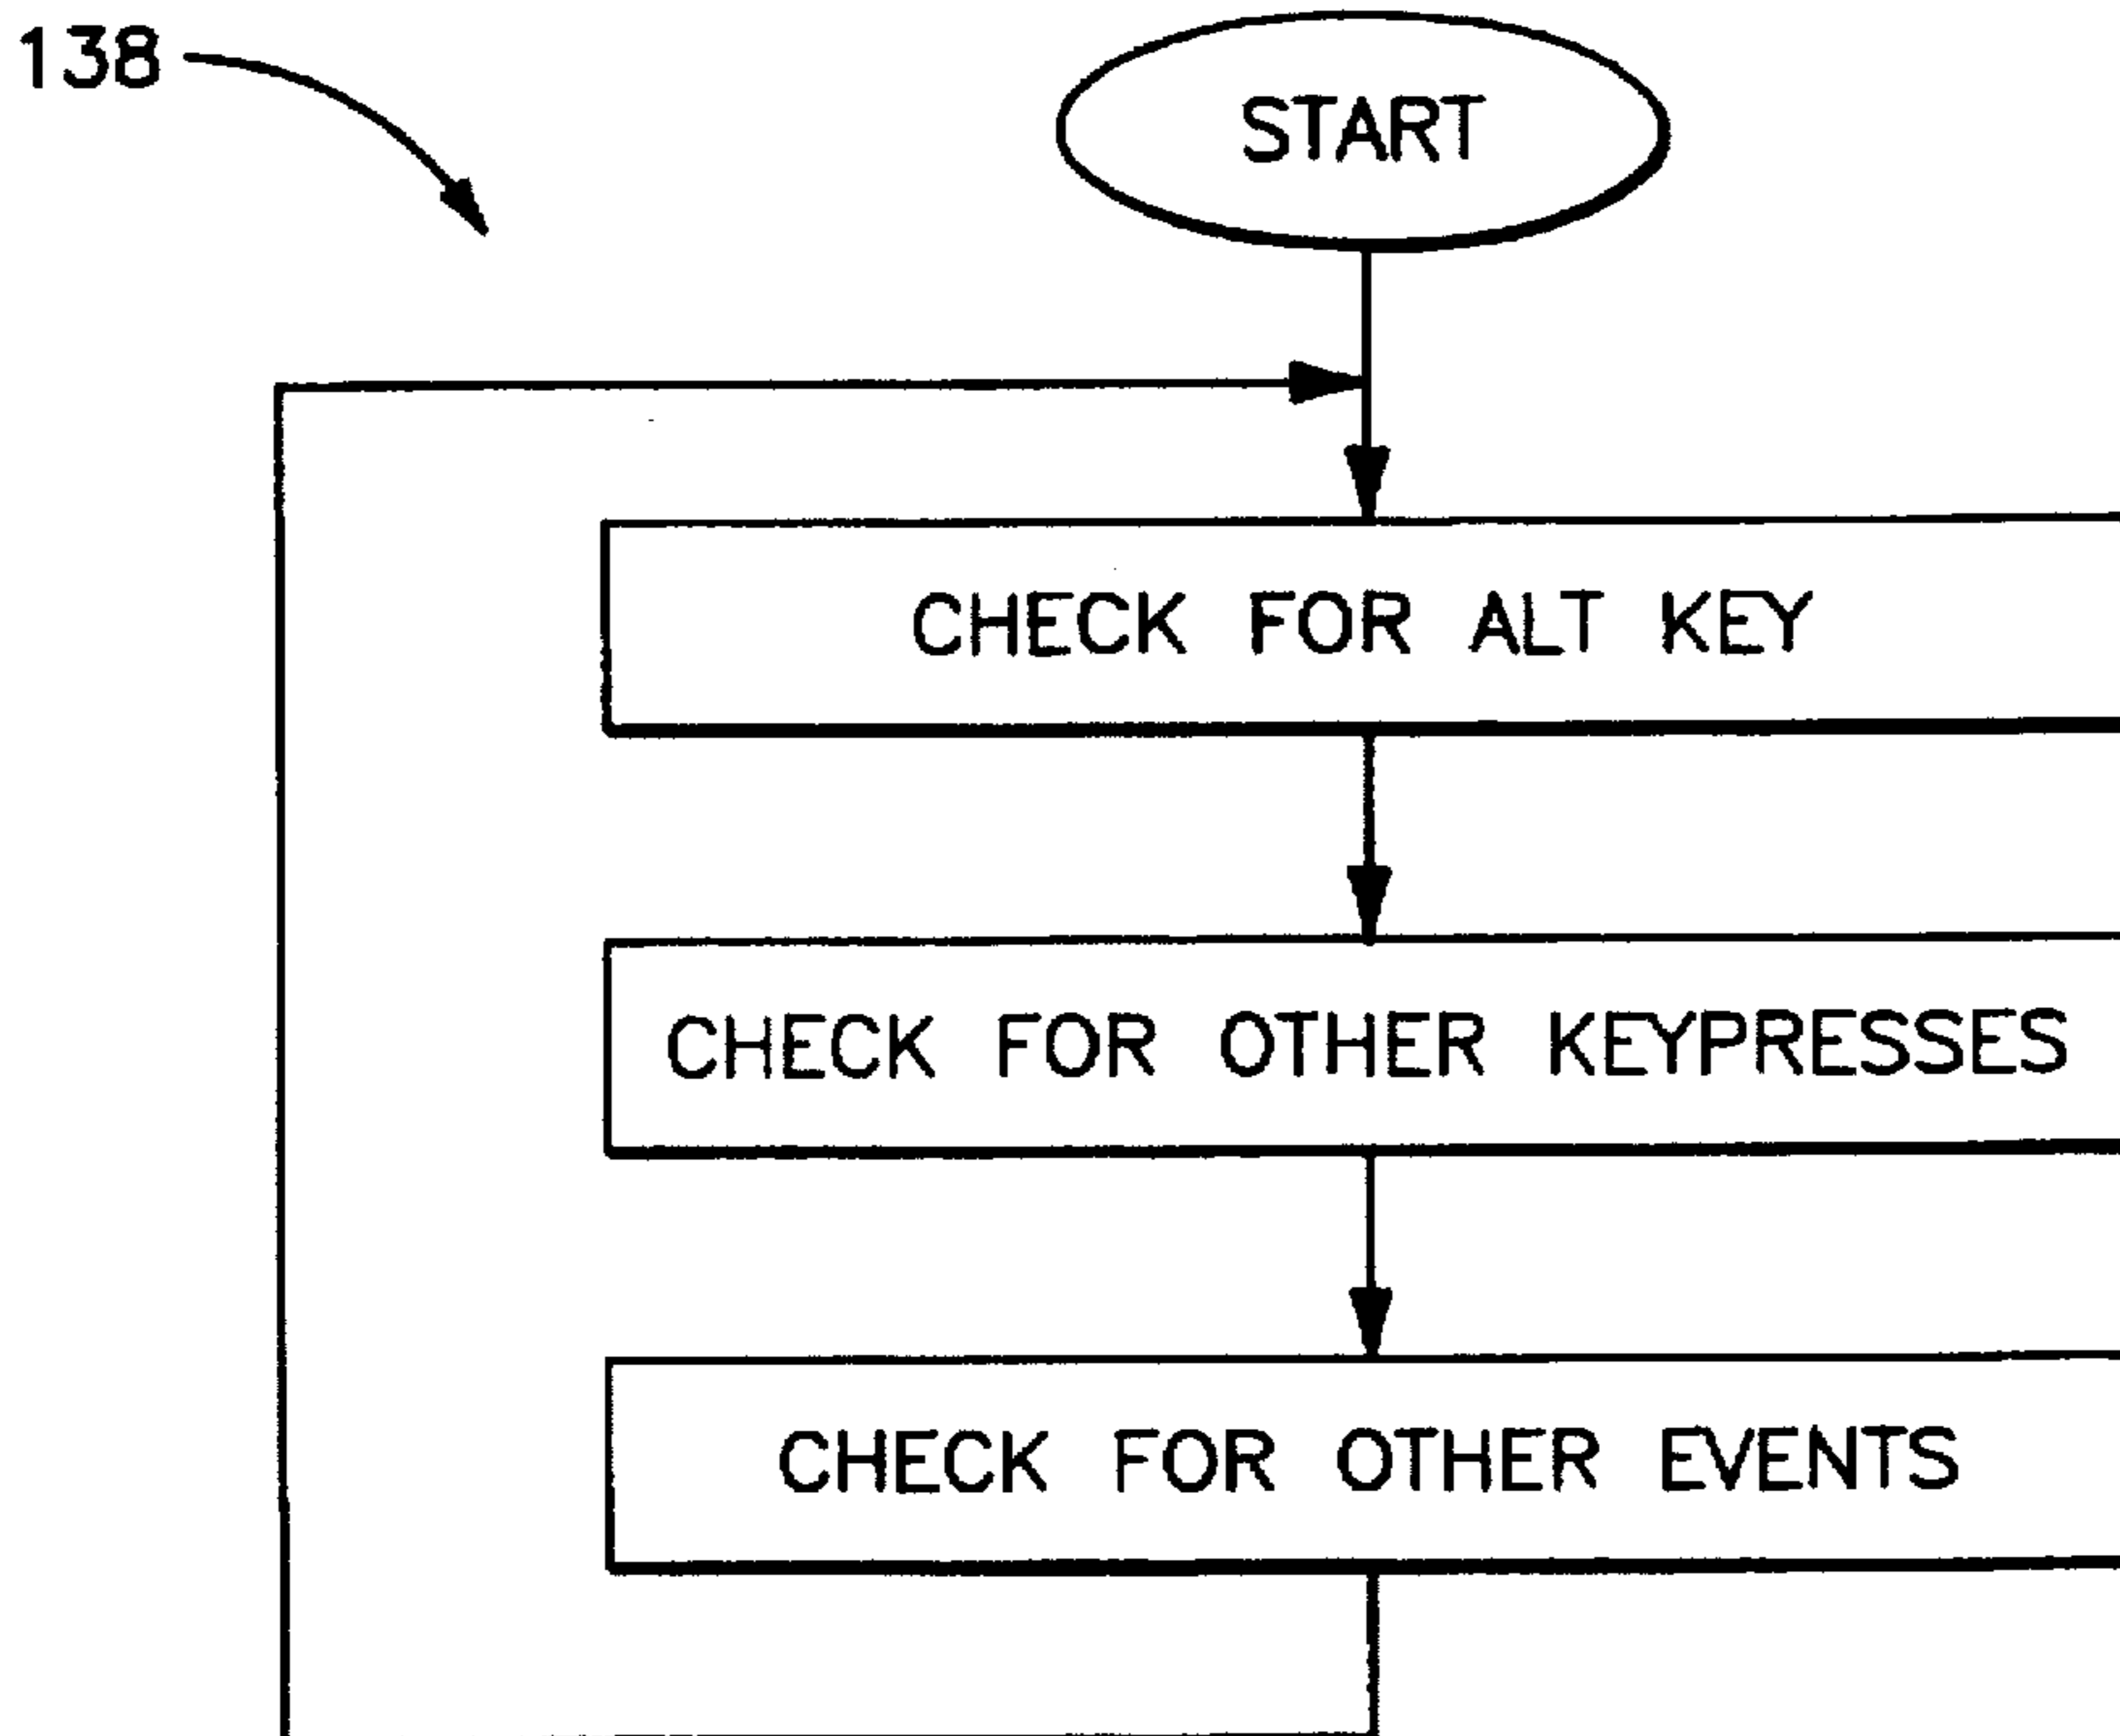 138
START
CHECK FOR ALT KEY
CHECK FOR OTHER KEYPRESSES
CHECK FOR OTHER EVENTS